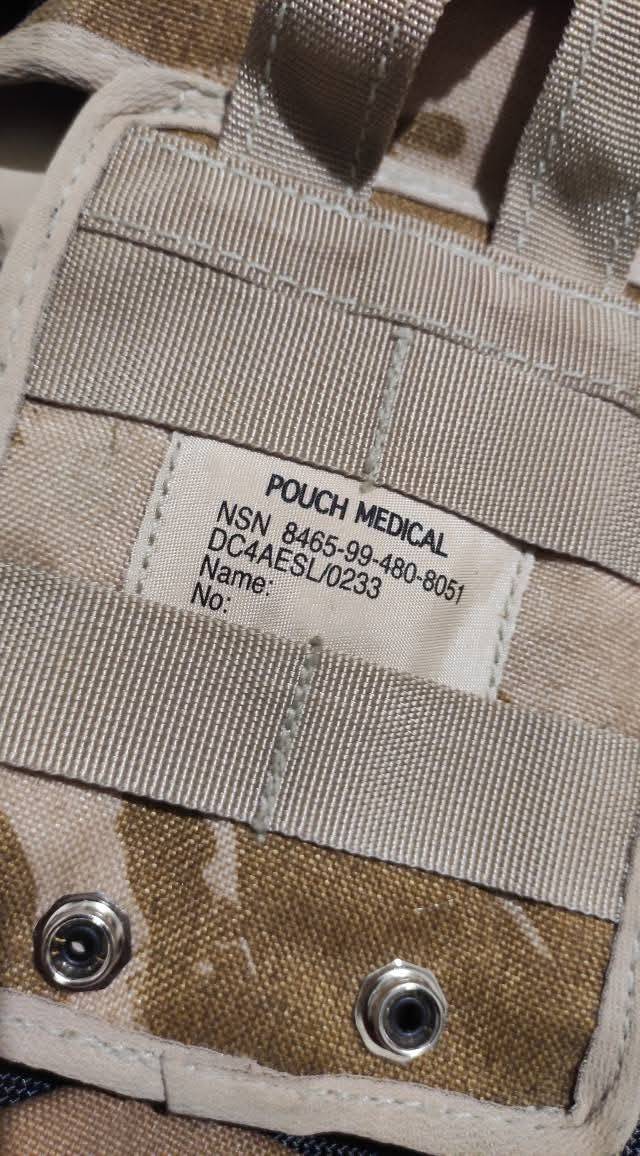 POUCH MEDICAL
NSN 8465-99-480-8051
DC4AESL/0233
Name:
No: